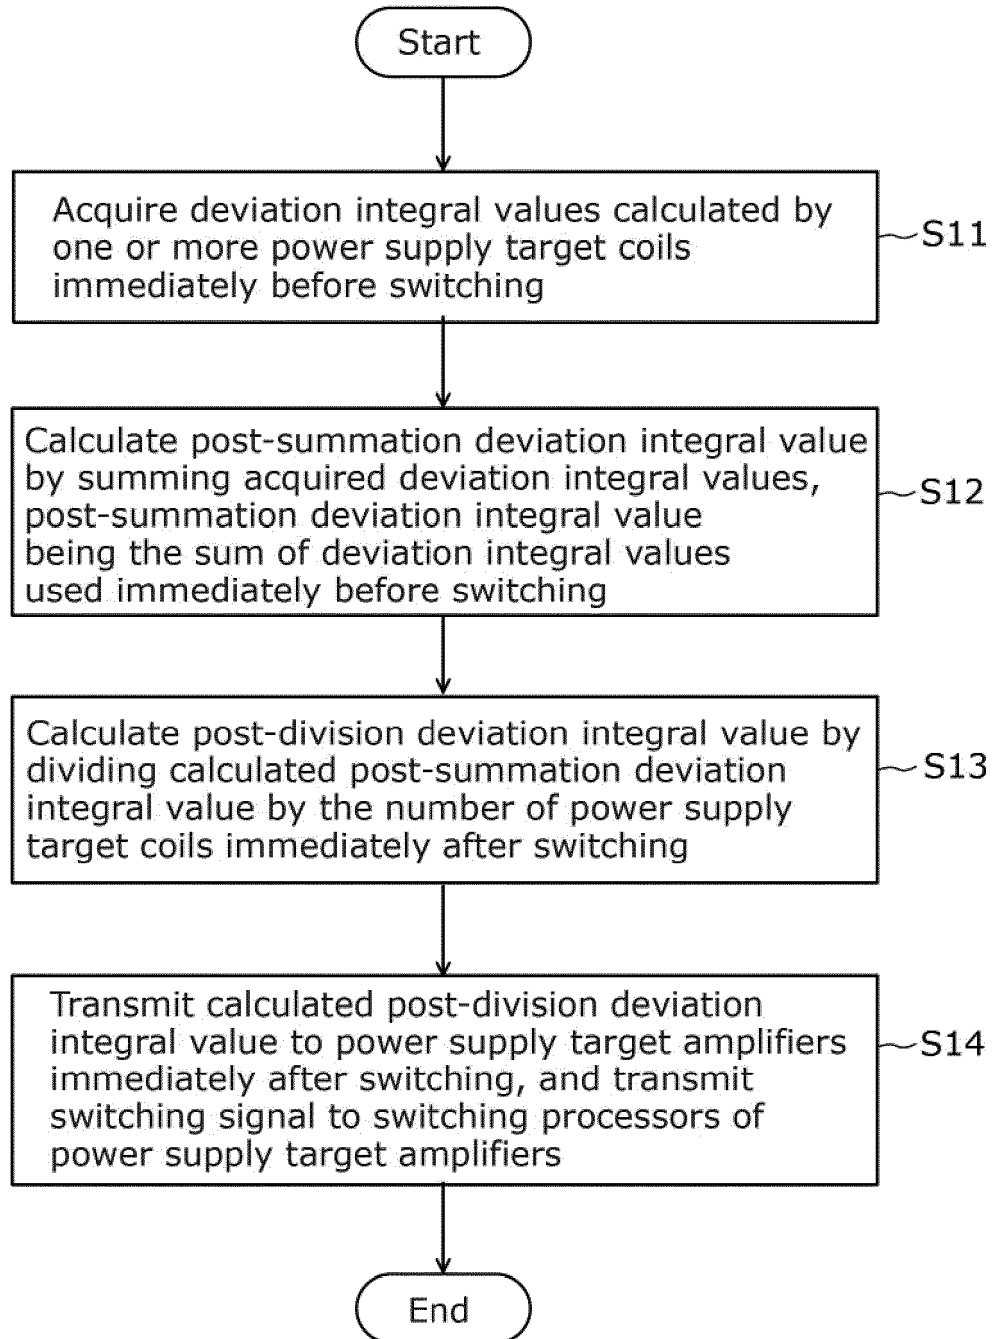 Start
Acquire deviation integral values calculated by
one or more power supply target coils
immediately before switching
S11
Calculate post-summation deviation integral value
by summing acquired deviation integral values,
post-summation deviation integral value
being the sum of deviation integral values
used immediately before switching
S12
Calculate post-division deviation integral value by
dividing calculated post-summation deviation
integral value by the number of power supply
target coils immediately after switching
S13
Transmit calculated post-division deviation
integral value to power supply target amplifiers
immediately after switching, and transmit
switching signal to switching processors of
power supply target amplifiers
S14
End